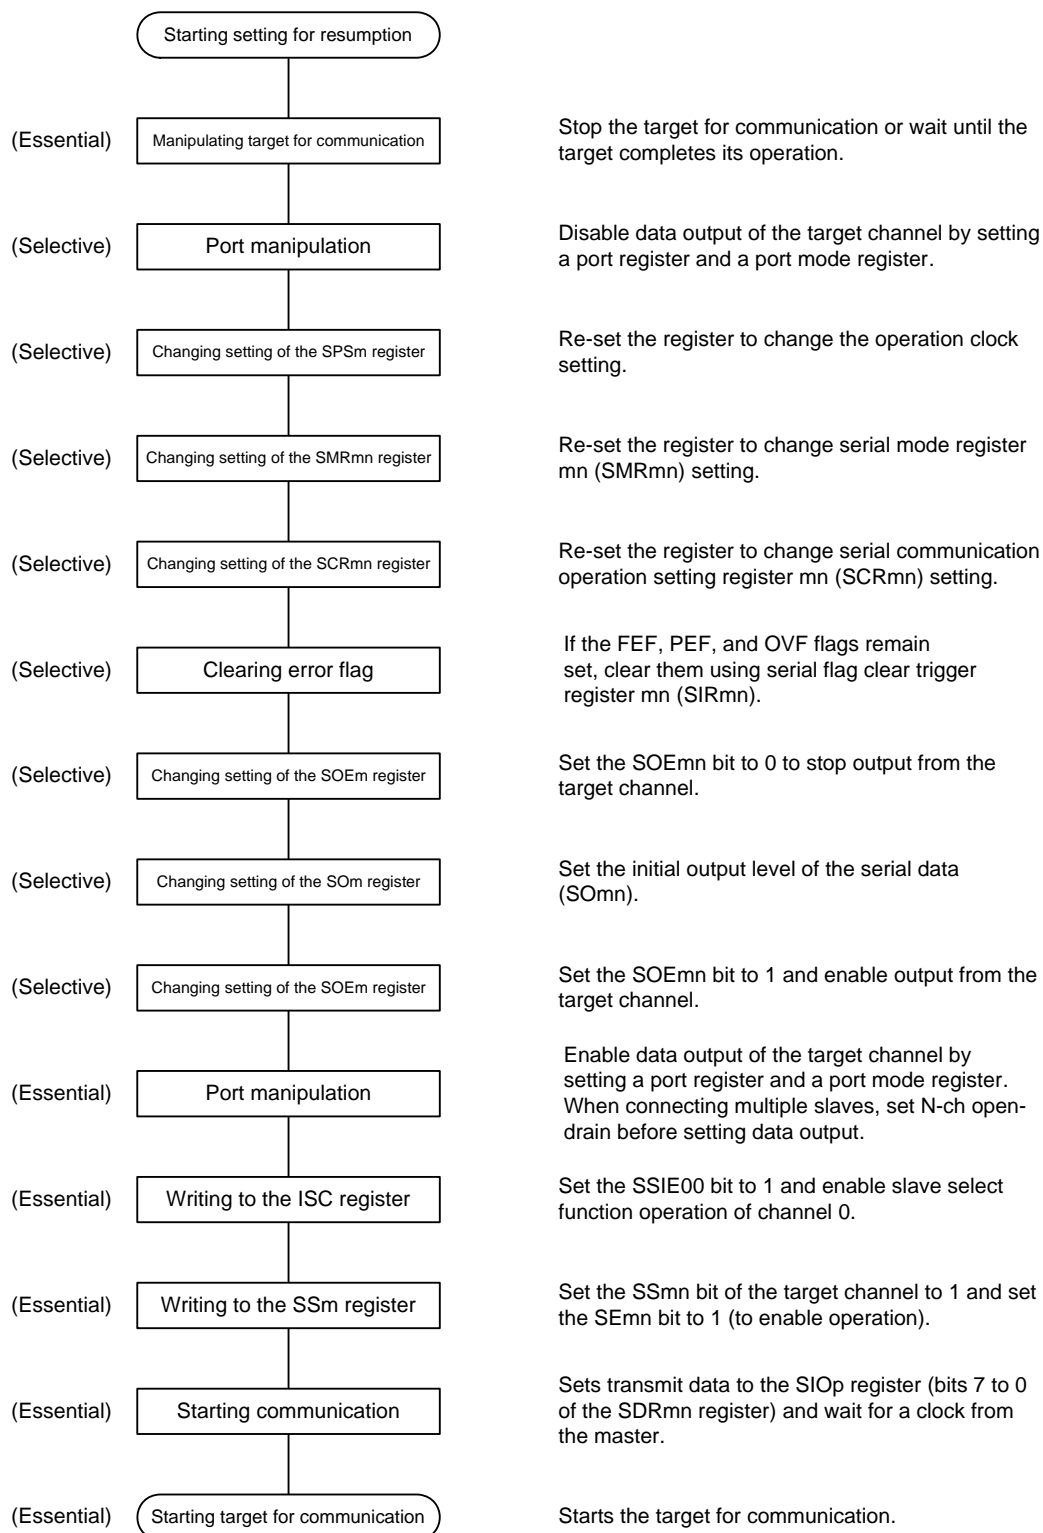 Starting setting for resumption
(Essential)
Manipulating target for communication
Stop the target for communication or wait until the
target completes its operation.
(Selective)
Port manipulation
Disable data output of the target channel by setting
a port register and a port mode register.
(Selective)
Changing setting of the SPSm register
Re-set the register to change the operation clock
setting.
(Selective)
Changing setting of the SMRmn register
Re-set the register to change serial mode register
mn (SMRmn) setting.
(Selective)
Changing setting of the SCRmn register
Re-set the register to change serial communication
operation setting register mn (SCRmn) setting.
(Selective)
Clearing error flag
If the FEF, PEF, and OVF flags remain
set, clear them using serial flag clear trigger
register mn (SIRmn).
(Selective)
Changing setting of the SOEm register
Set the SOEmn bit to 0 to stop output from the
target channel.
(Selective)
Changing setting of the SOm register
Set the initial output level of the serial data
(SOmn).
(Selective)
Changing setting of the SOEm register
Set the SOEmn bit to 1 and enable output from the
target channel.
(Essential)
Port manipulation
Enable data output of the target channel by
setting a port register and a port mode register.
When connecting multiple slaves, set N-ch open-
drain before setting data output.
(Essential)
Writing to the ISC register
Set the SSIE00 bit to 1 and enable slave select
function operation of channel 0.
(Essential)
Writing to the SSm register
Set the SSmn bit of the target channel to 1 and set
the SEmn bit to 1 (to enable operation).
(Essential)
Starting communication
Sets transmit data to the SIOp register (bits 7 to 0
of the SDRmn register) and wait for a clock from
the master.
(Essential)
Starting target for communication
Starts the target for communication.